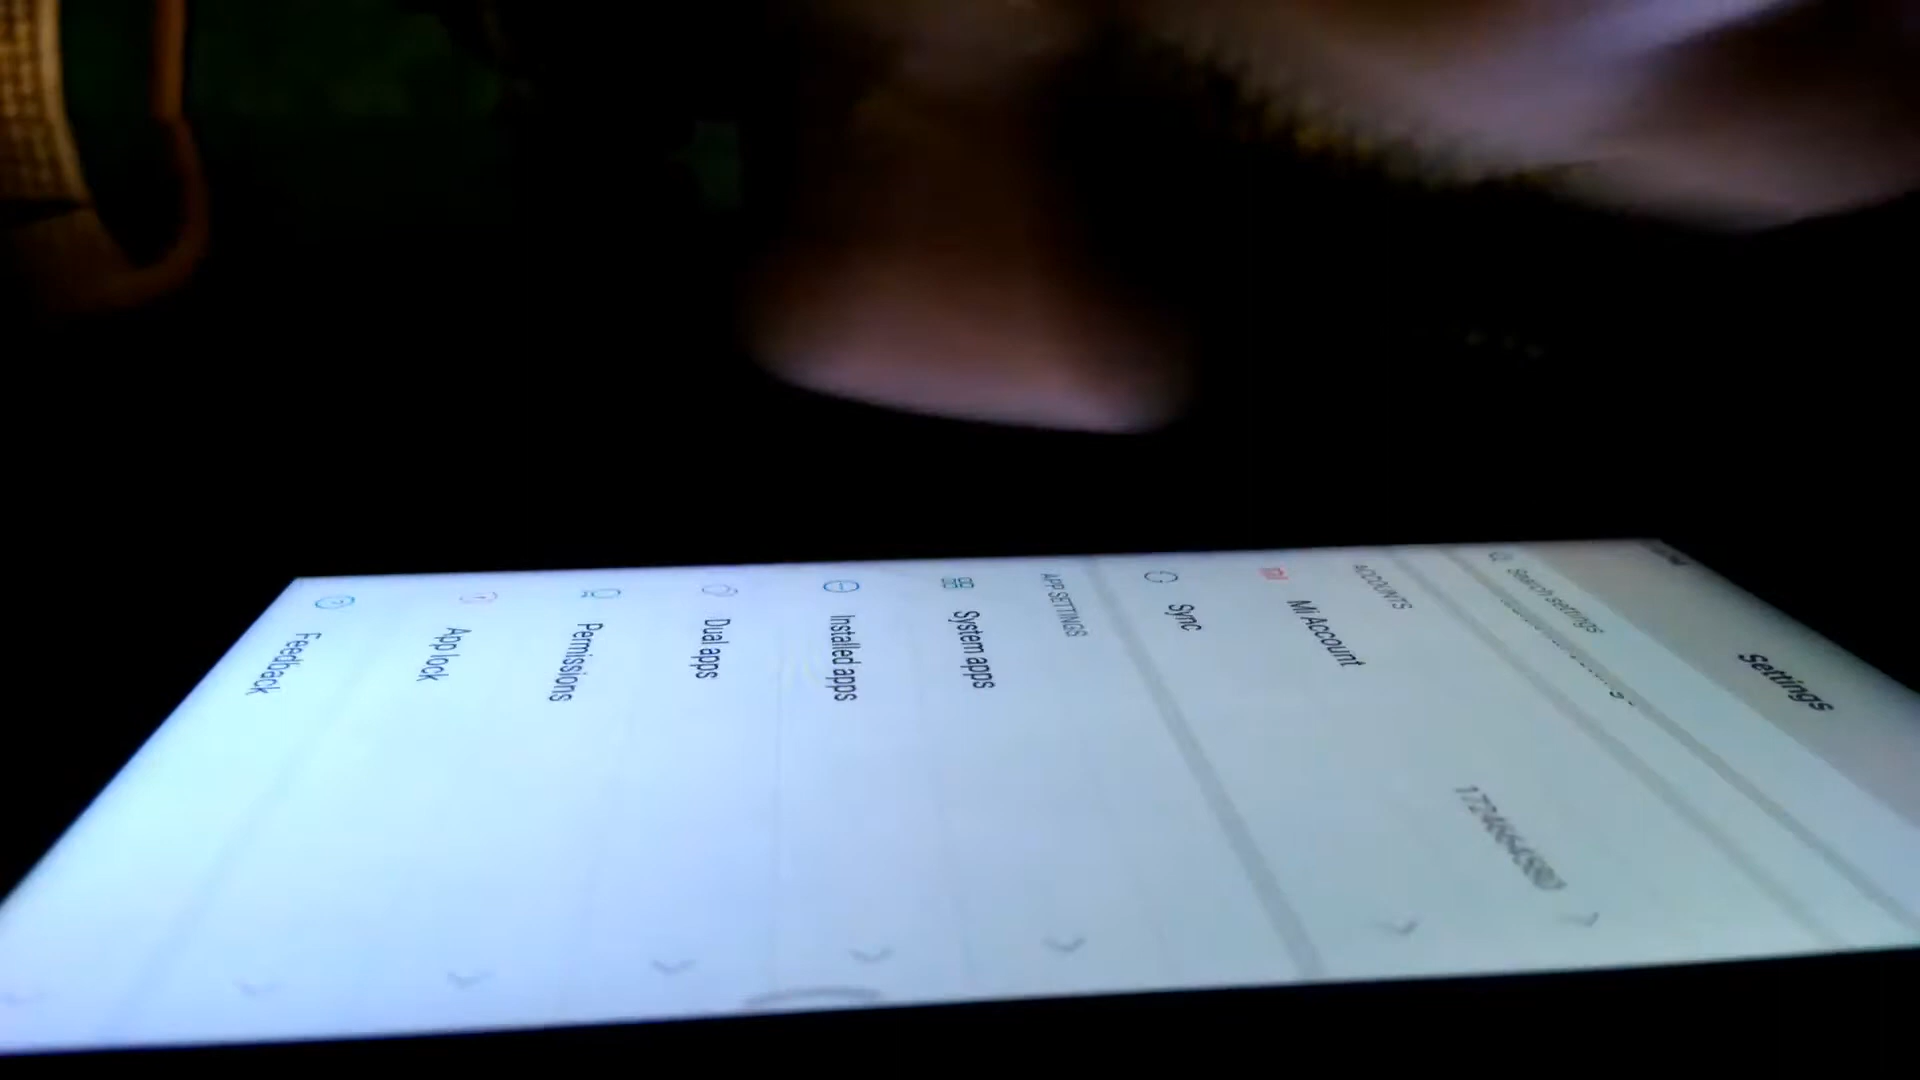 Settings
Search settings
ACCOUNTS
Mi Account
Sync
APP SETTINGS
System apps
Installed apps
Dual apps
Permissions
App lock
Feedback